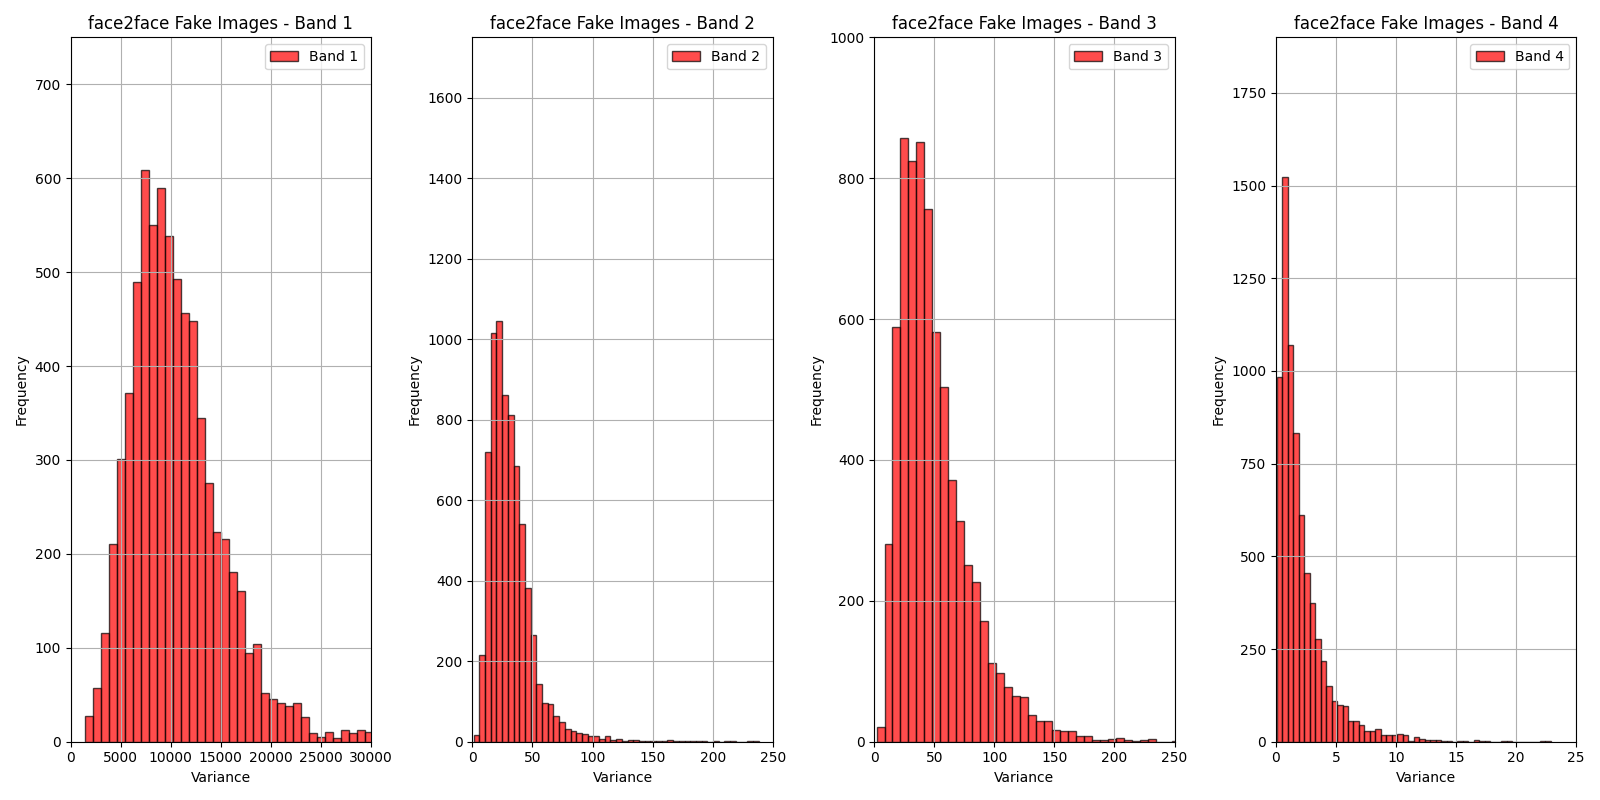 face2face Fake Images - Band 1
Band 1
700
600
500
400
300
200
100
0
Frequency
0 5000 10000 15000 20000 25000 30000
Variance
face2face Fake Images - Band 2
Band 2
1600
1400
1200
1000
800
600
400
200
0
Frequency
0 50 100 150 200 250
Variance
face2face Fake Images - Band 3
Band 3
1000
800
600
400
200
0
Frequency
0 50 100 150 200 250
Variance
face2face Fake Images - Band 4
Band 4
1750
1500
1250
1000
750
500
250
0
Frequency
0 5 10 15 20 25
Variance